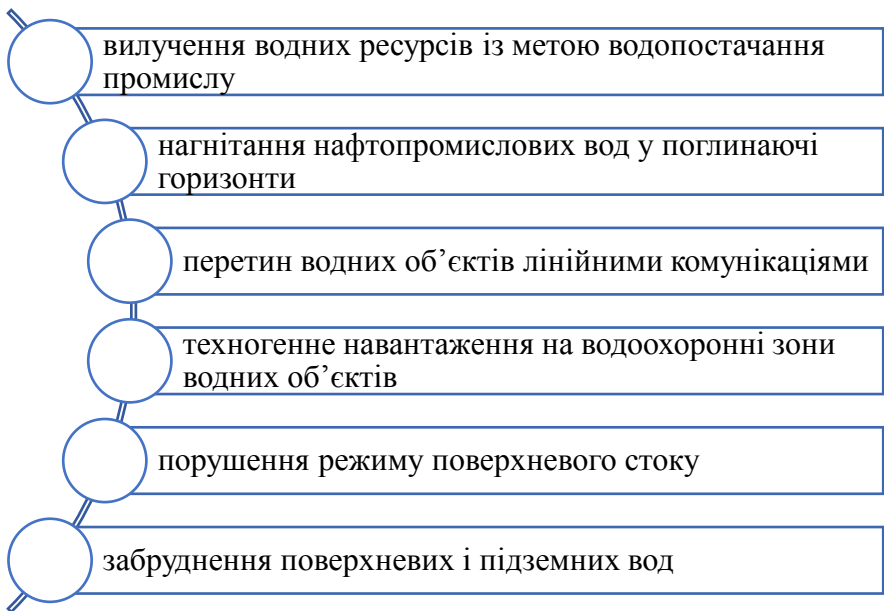 вилучення водних ресурсів із метою водопостачання
промислу
нагнітання нафтопромислових вод у поглинаючі
горизонти
перетин водних об’єктів лінійними комунікаціями
техногенне навантаження на водоохоронні зони
водних об’єктів
порушення режиму поверхневого стоку
забруднення поверхневих і підземних вод